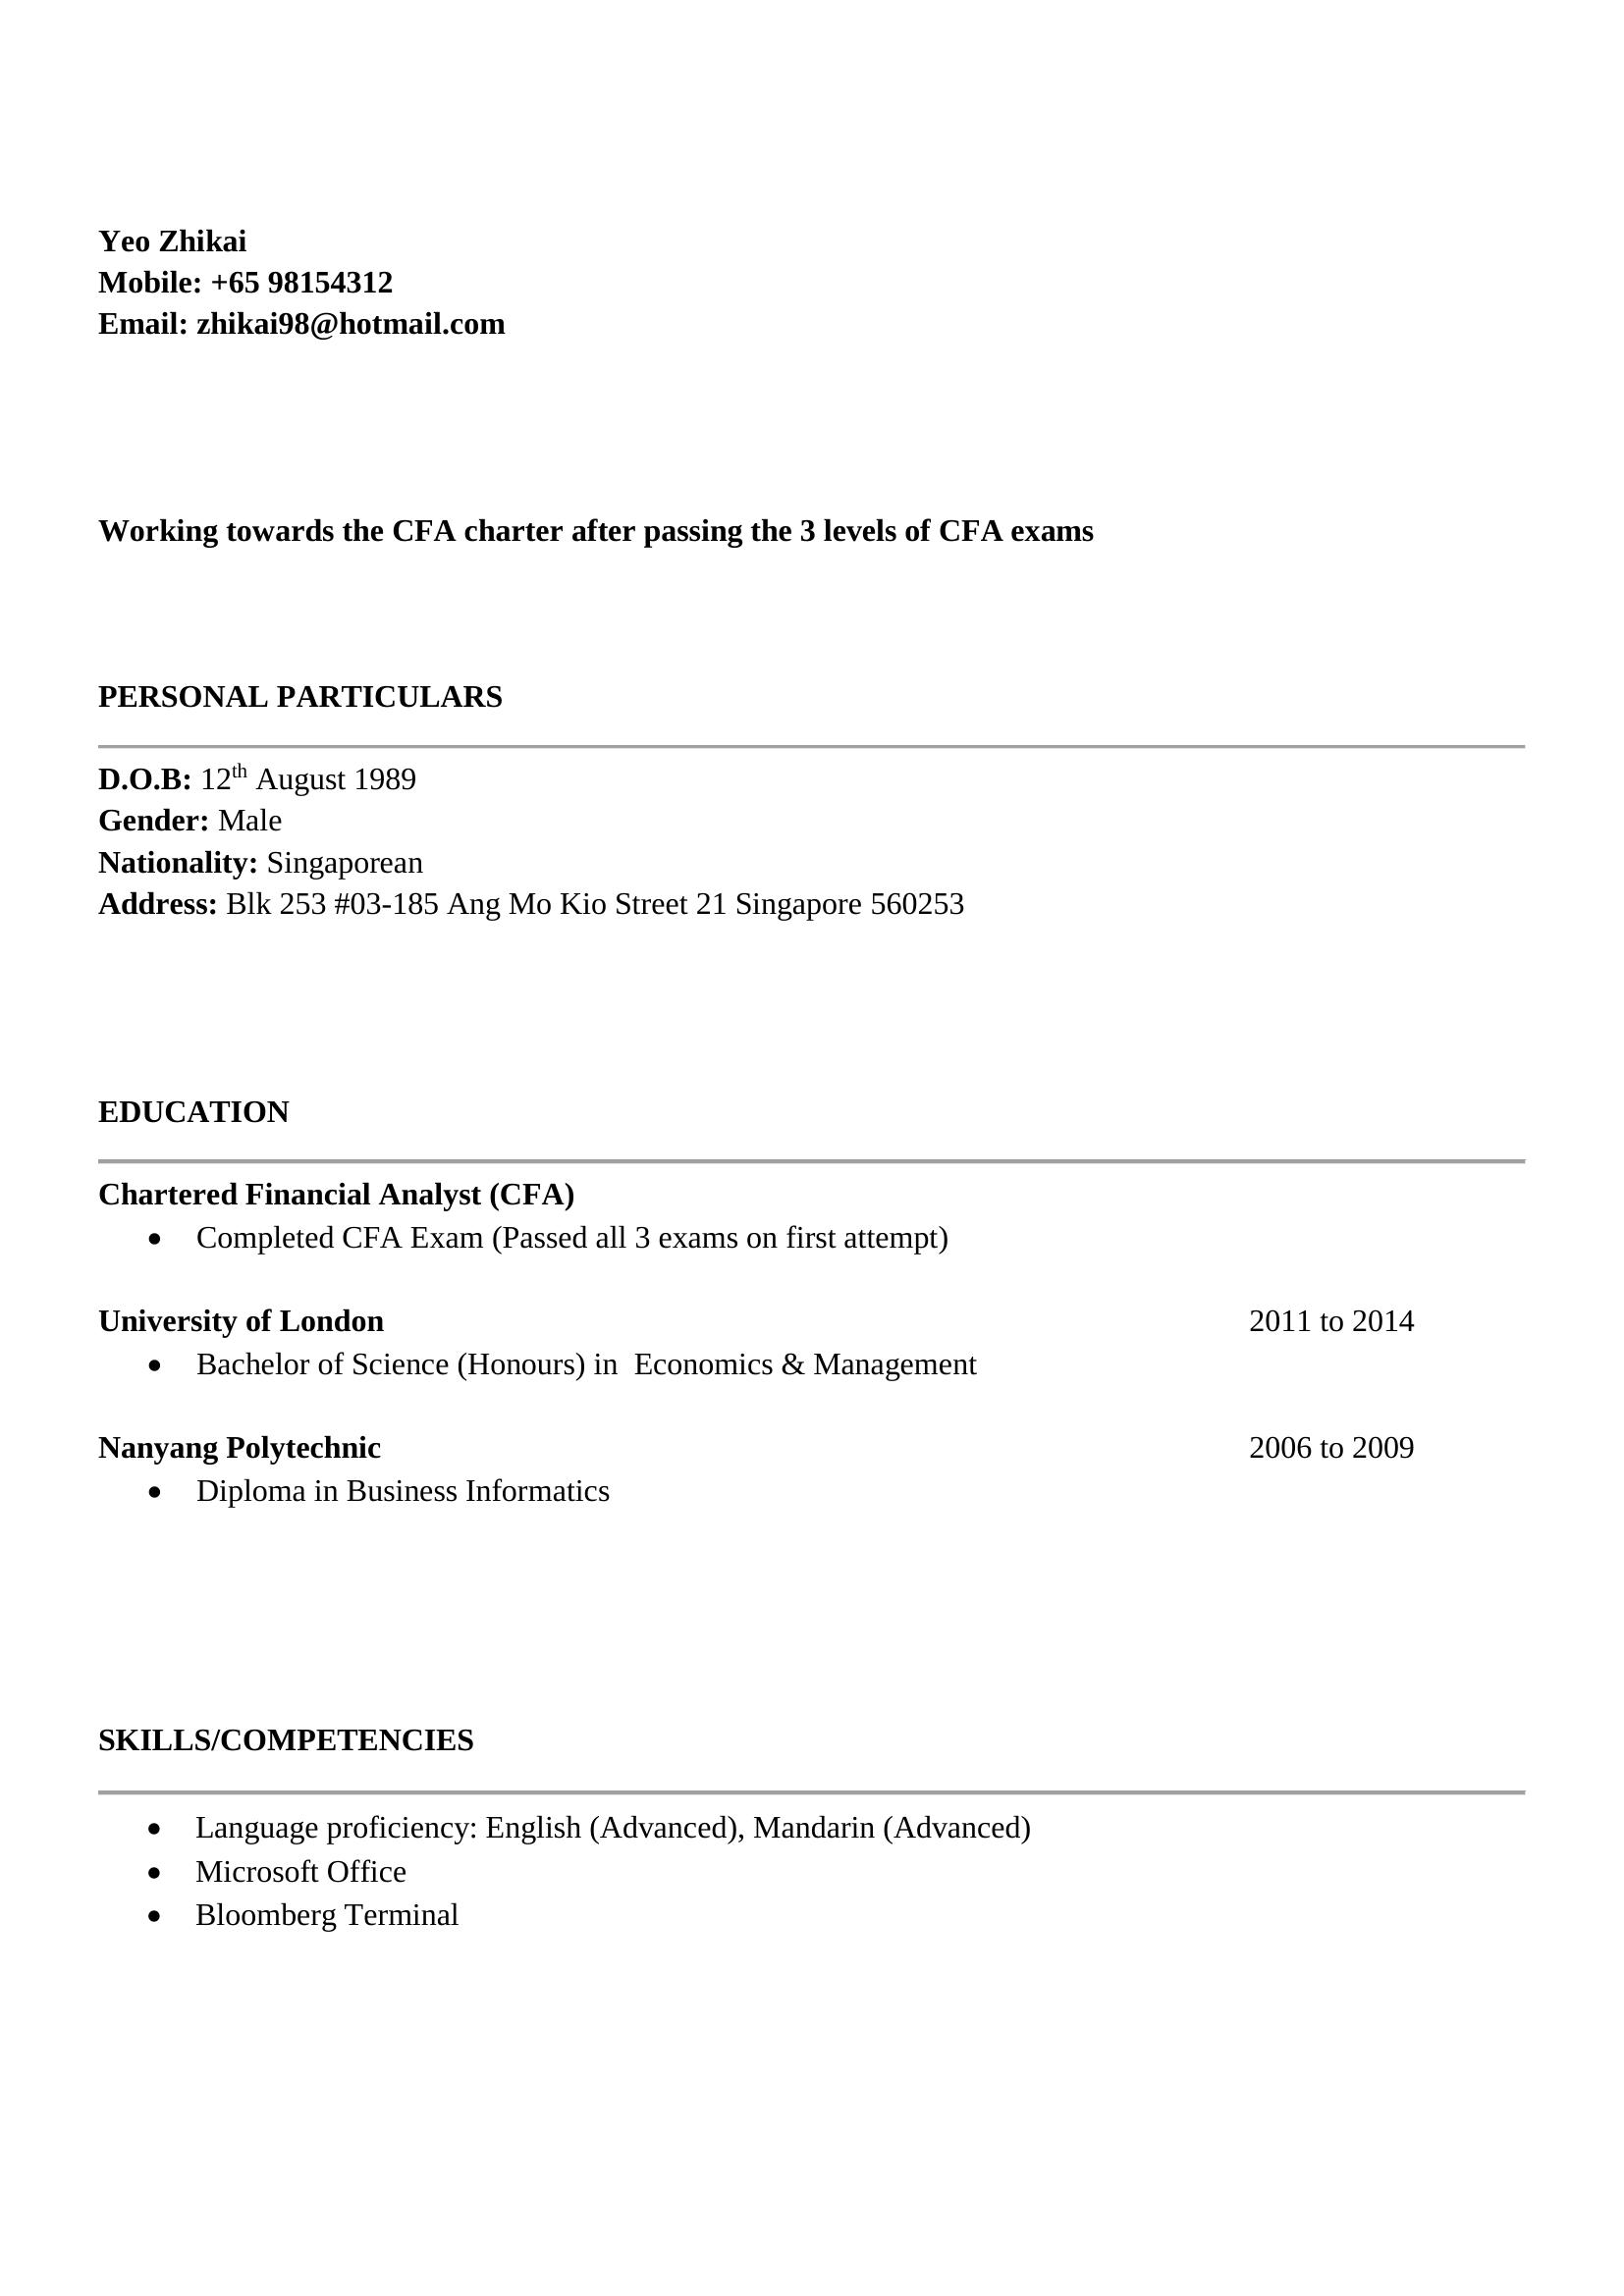 Yeo Zhikai
Mobile: +65 98154312
Email: zhikai98@hotmail.com
Working towards the CFA charter after passing the 3 levels of CFA exams
PERSONAL PARTICULARS
D.O.B: 12th August 1989
Gender: Male
Nationality: Singaporean
Address: Blk 253 #03-185 Ang Mo Kio Street 21 Singapore 560253
EDUCATION
Chartered Financial Analyst (CFA)
• Completed CFA Exam (Passed all 3 exams on first attempt)
University of London 2011 to 2014
• Bachelor of Science (Honours) in  Economics & Management
Nanyang Polytechnic 2006 to 2009
• Diploma in Business Informatics
SKILLS/COMPETENCIES
• Language proficiency: English (Advanced), Mandarin (Advanced)
• Microsoft Office
• Bloomberg Terminal